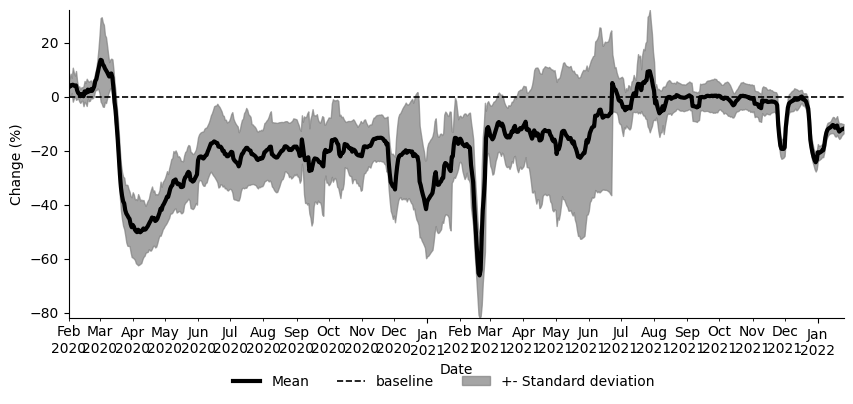 20
0
−20
−40
−60
−80
Change (%)
Feb Mar Apr May Jun Jul Aug Sep Oct Nov Dec Jan Feb Mar Apr May Jun Jul Aug Sep Oct Nov Dec Jan
2020 2020 2020 2020 2020 2020 2020 2020 2020 2020 2020 2021 2021 2021 2021 2021 2021 2021 2021 2021 2021 2021 2021 2022
Date
Mean baseline +- Standard deviation